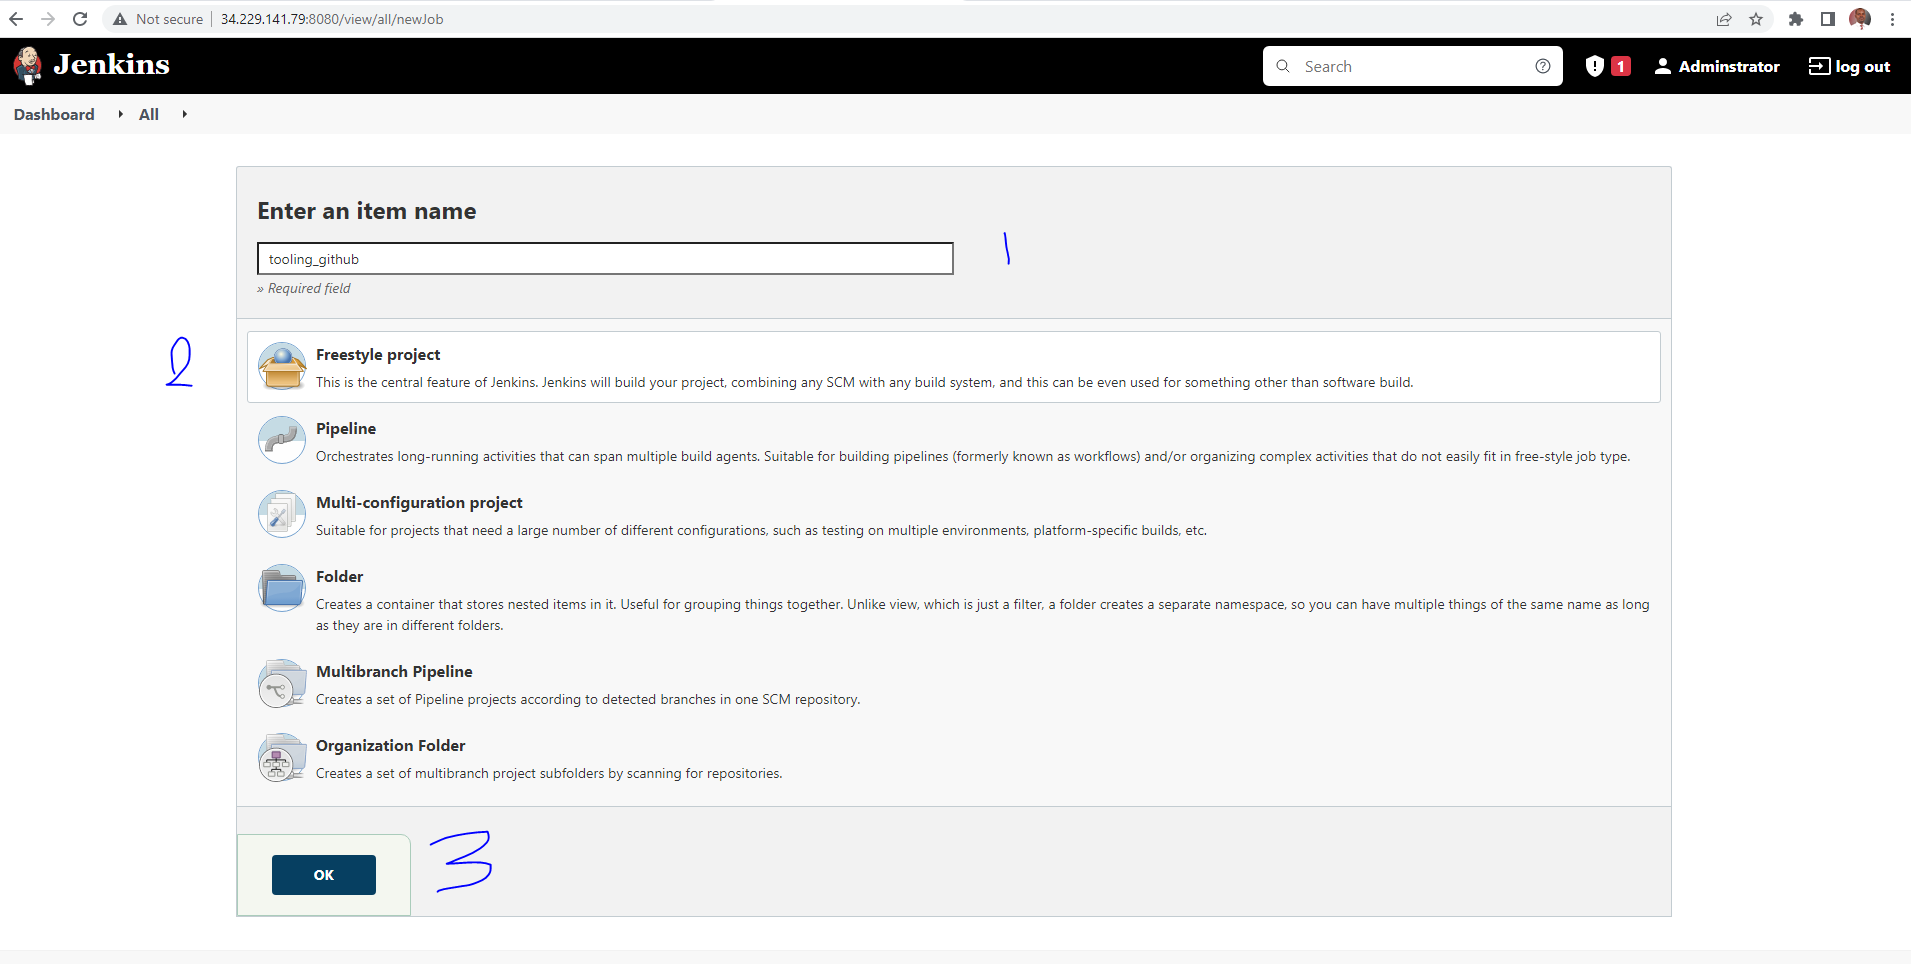 Not secure | 34.229.141.79:8080/view/all/newJob
Jenkins
Search
1
Adminstrator
log out
Dashboard
All
Enter an item name
tooling_github
1
» Required field
2
Freestyle project
This is the central feature of Jenkins. Jenkins will build your project, combining any SCM with any build system, and this can be even used for something other than software build.
Pipeline
Orchestrates long-running activities that can span multiple build agents. Suitable for building pipelines (formerly known as workflows) and/or organizing complex activities that do not easily fit in free-style job type.
Multi-configuration project
Suitable for projects that need a large number of different configurations, such as testing on multiple environments, platform-specific builds, etc.
Folder
Creates a container that stores nested items in it. Useful for grouping things together. Unlike view, which is just a filter, a folder creates a separate namespace, so you can have multiple things of the same name as long
as they are in different folders.
Multibranch Pipeline
Creates a set of Pipeline projects according to detected branches in one SCM repository.
Organization Folder
Creates a set of multibranch project subfolders by scanning for repositories.
OK
3